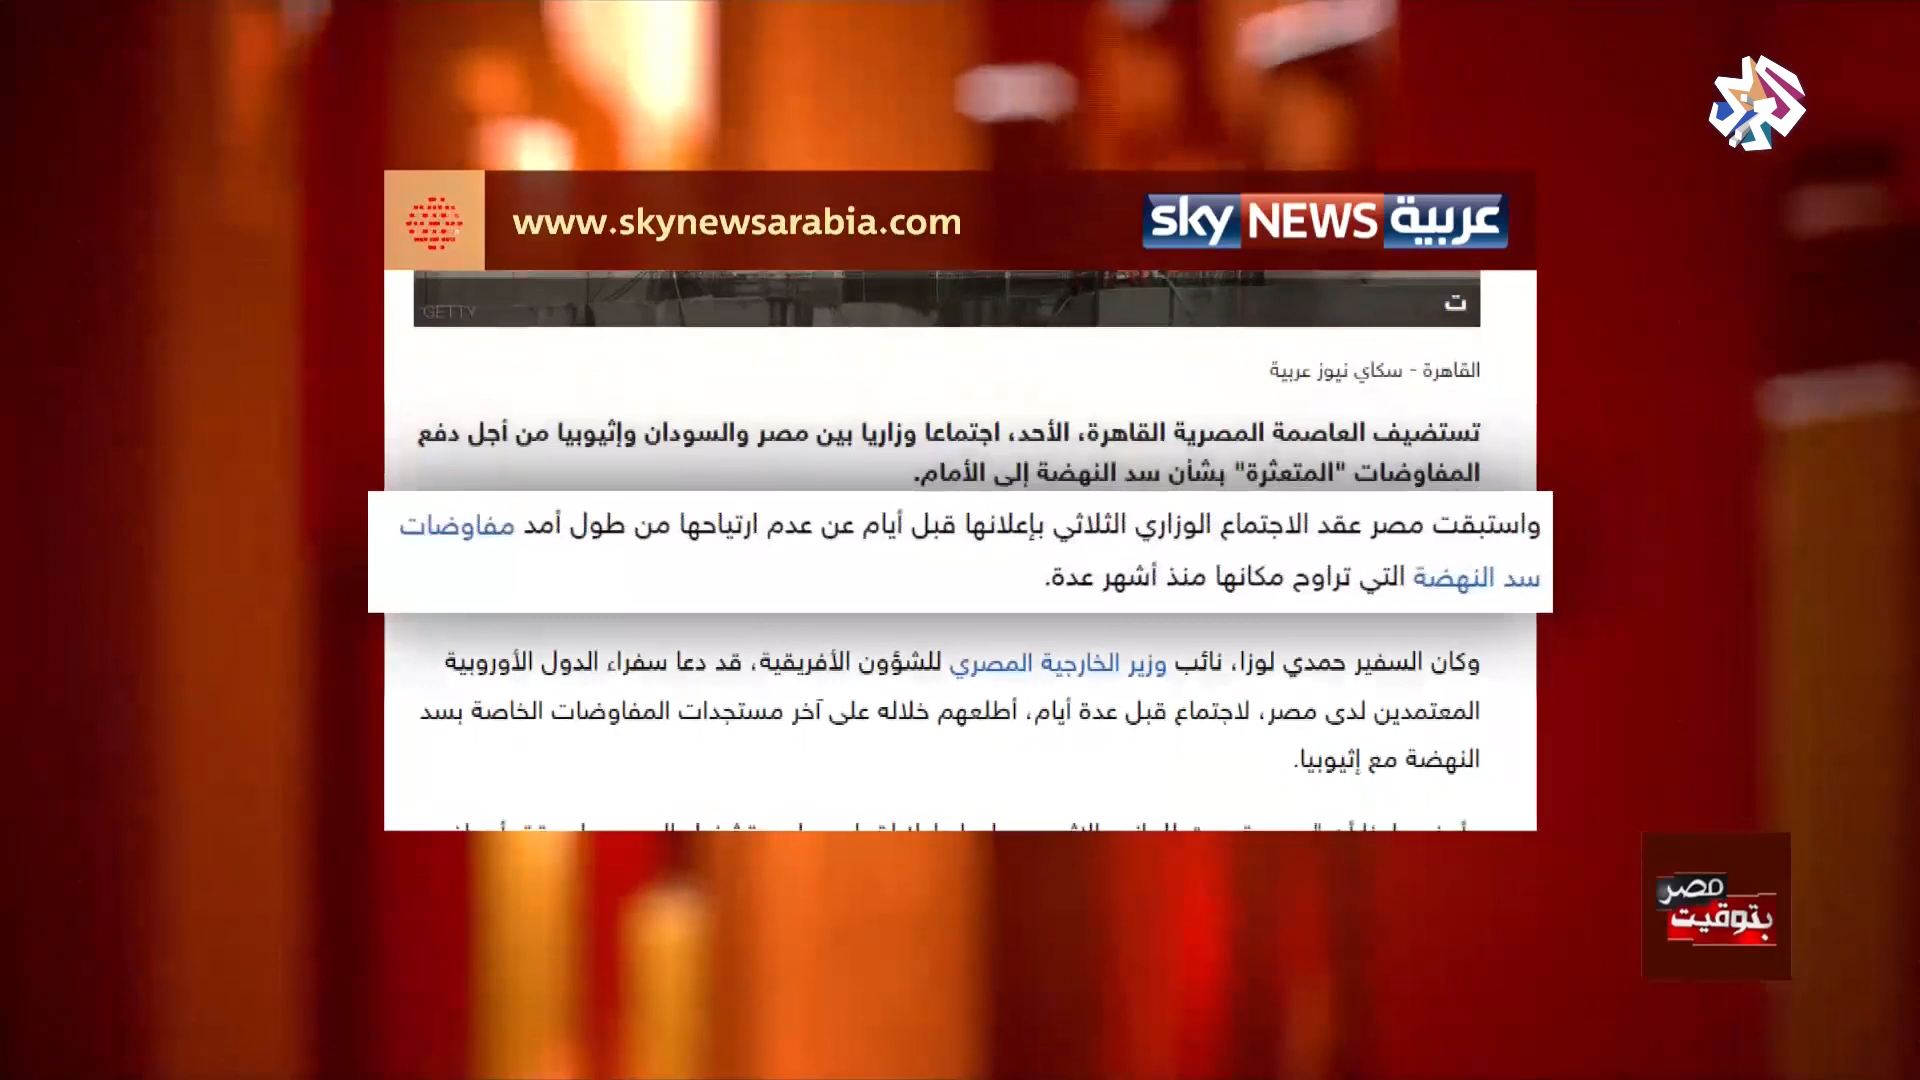 www.skynewsarabia.com
sky NEWS عربية
GETTY
ت
القاهرة - سكاي نيوز عربية
تستضيف العاصمة المصرية القاهرة، الأحد، اجتماعا وزاريا بين مصر والسودان وإثيوبيا من أجل دفع
المفاوضات "المتعثرة" بشأن سد النهضة إلى الأمام.
واستبقت مصر عقد الاجتماع الوزاري الثلاثي بإعلانها قبل أيام عن عدم ارتياحها من طول أمد مفاوضات
سد النهضة التي تراوح مكانها منذ أشهر عدة.
وكان السفير حمدي لوزا، نائب وزير الخارجية المصري للشؤون الأفريقية، قد دعا سفراء الدول الأوروبية
المعتمدين لدى مصر، لاجتماع قبل عدة أيام، أطلعهم خلاله على آخر مستجدات المفاوضات الخاصة بسد
النهضة مع إثيوبيا.
مصر
بتوقيت